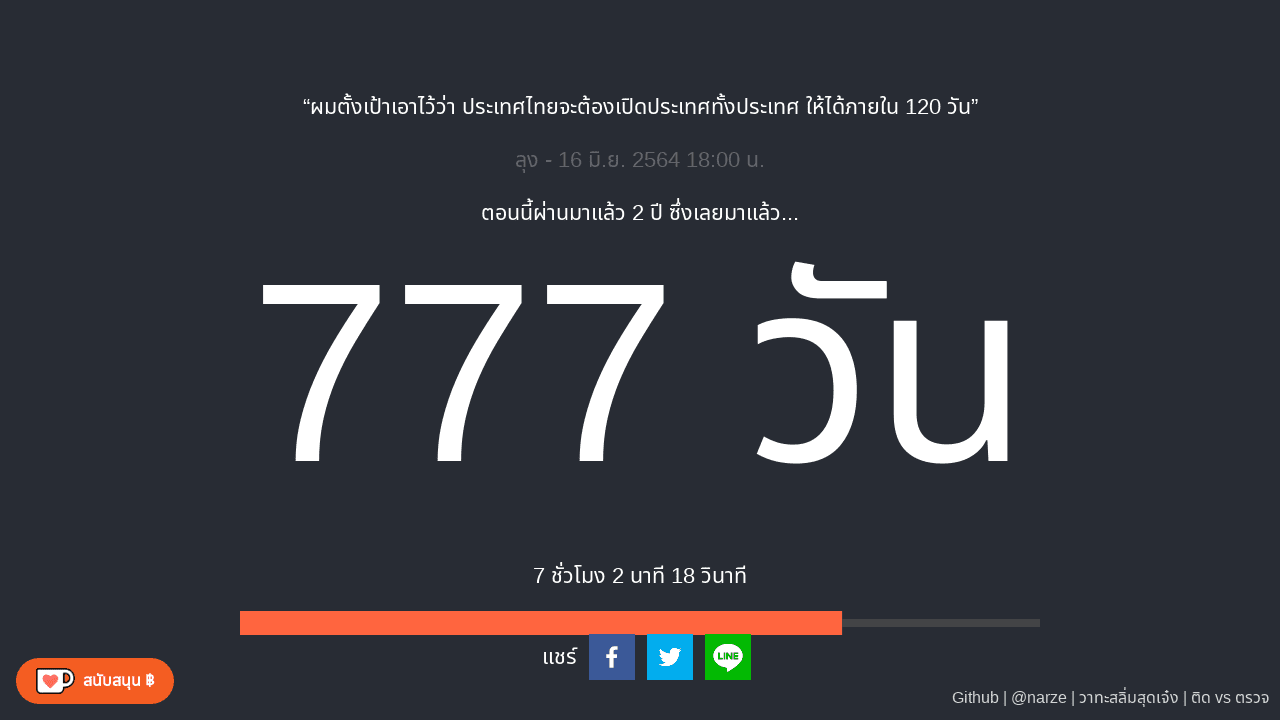 “ผมตั้งเป้าเอาไว้ว่า ประเทศไทยจะต้องเปิดประเทศทั้งประเทศ ให้ได้ภายใน 120 วัน”
ลุง - 16 มิ.ย. 2564 18:00 น.
ตอนนี้ผ่านมาแล้ว 2 ปี ซึ่งเลยมาแล้ว...
777 วัน
7 ชั่วโมง 2 นาที 18 วินาที
แชร์
LINE
สนับสนุน ฿
Github | @narze | วาทะสลิ่มสุดเจ๋ง | ติด vs ตรวจ